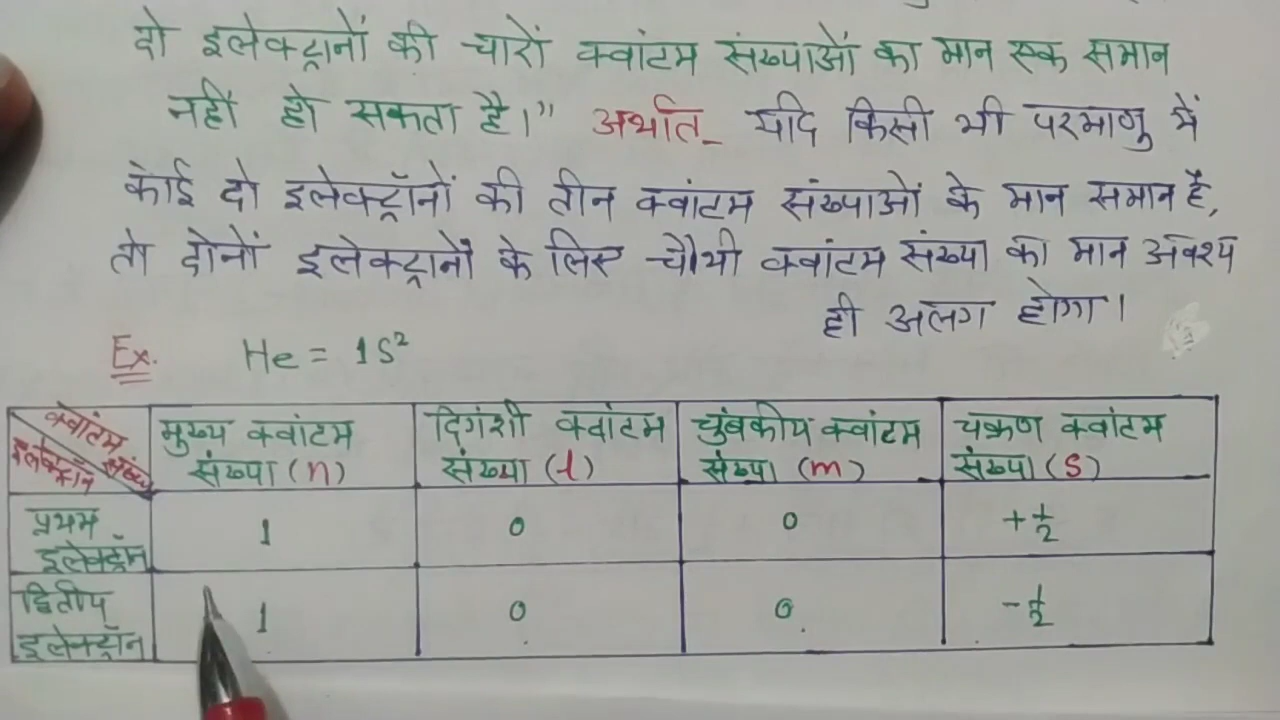 दो इलेक्ट्रानों की चारों क्वांटम संख्याओं का मान एक समान
नहीं हो सकता है।" अर्थात- यदि किसी भी परमाणु में
कोई दो इलेक्ट्रॉनों की तीन क्वांटम संख्याओं के मान समान है,
तो दोनों इलेक्ट्रानों के लिए चौथी क्वांटम संख्या का मान अवश्य
ही अलग होगा।
Ex. He = 1S²
क्वांटम संख्या
इलेक्ट्रॉन
मुख्य क्वांटम संख्या (n)
दिगंशी क्वांटम संख्या (l)
चुंबकीय क्वांटम संख्या (m)
चक्रण क्वांटम संख्या (s)
प्रथम इलेक्ट्रॉन 1 0 0 +1/2
द्वितीय इलेक्ट्रॉन 1 0 0 -1/2